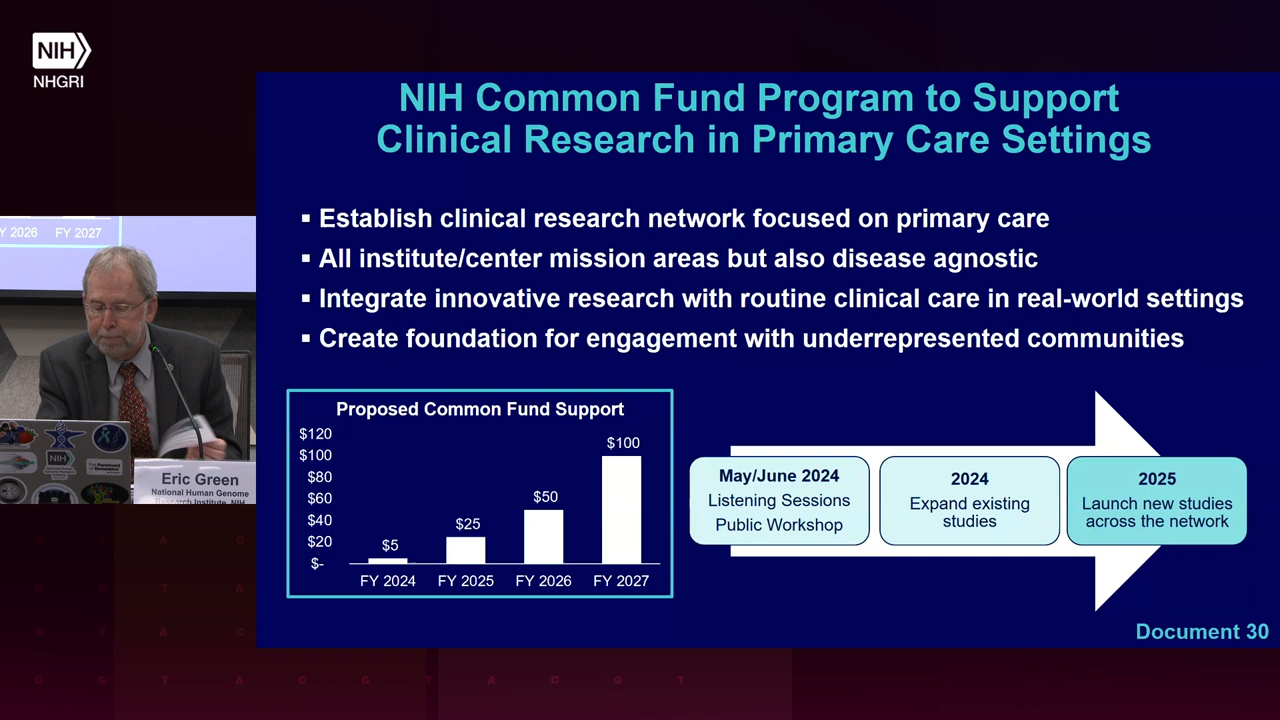 NIH
NHGRI
NIH Common Fund Program to Support
Clinical Research in Primary Care Settings
▪ Establish clinical research network focused on primary care
▪ All institute/center mission areas but also disease agnostic
▪ Integrate innovative research with routine clinical care in real-world settings
▪ Create foundation for engagement with underrepresented communities
Y 2026 FY 2027
NIH
Eric Green
National Human Genome
Research Institute, NIH
Proposed Common Fund Support
$120
$100
$80
$60
$40
$20
$-
$5
$25
$50
$100
FY 2024 FY 2025 FY 2026 FY 2027
May/June 2024
Listening Sessions
Public Workshop
2024
Expand existing
studies
2025
Launch new studies
across the network
Document 30
C G T A C G T A C G T